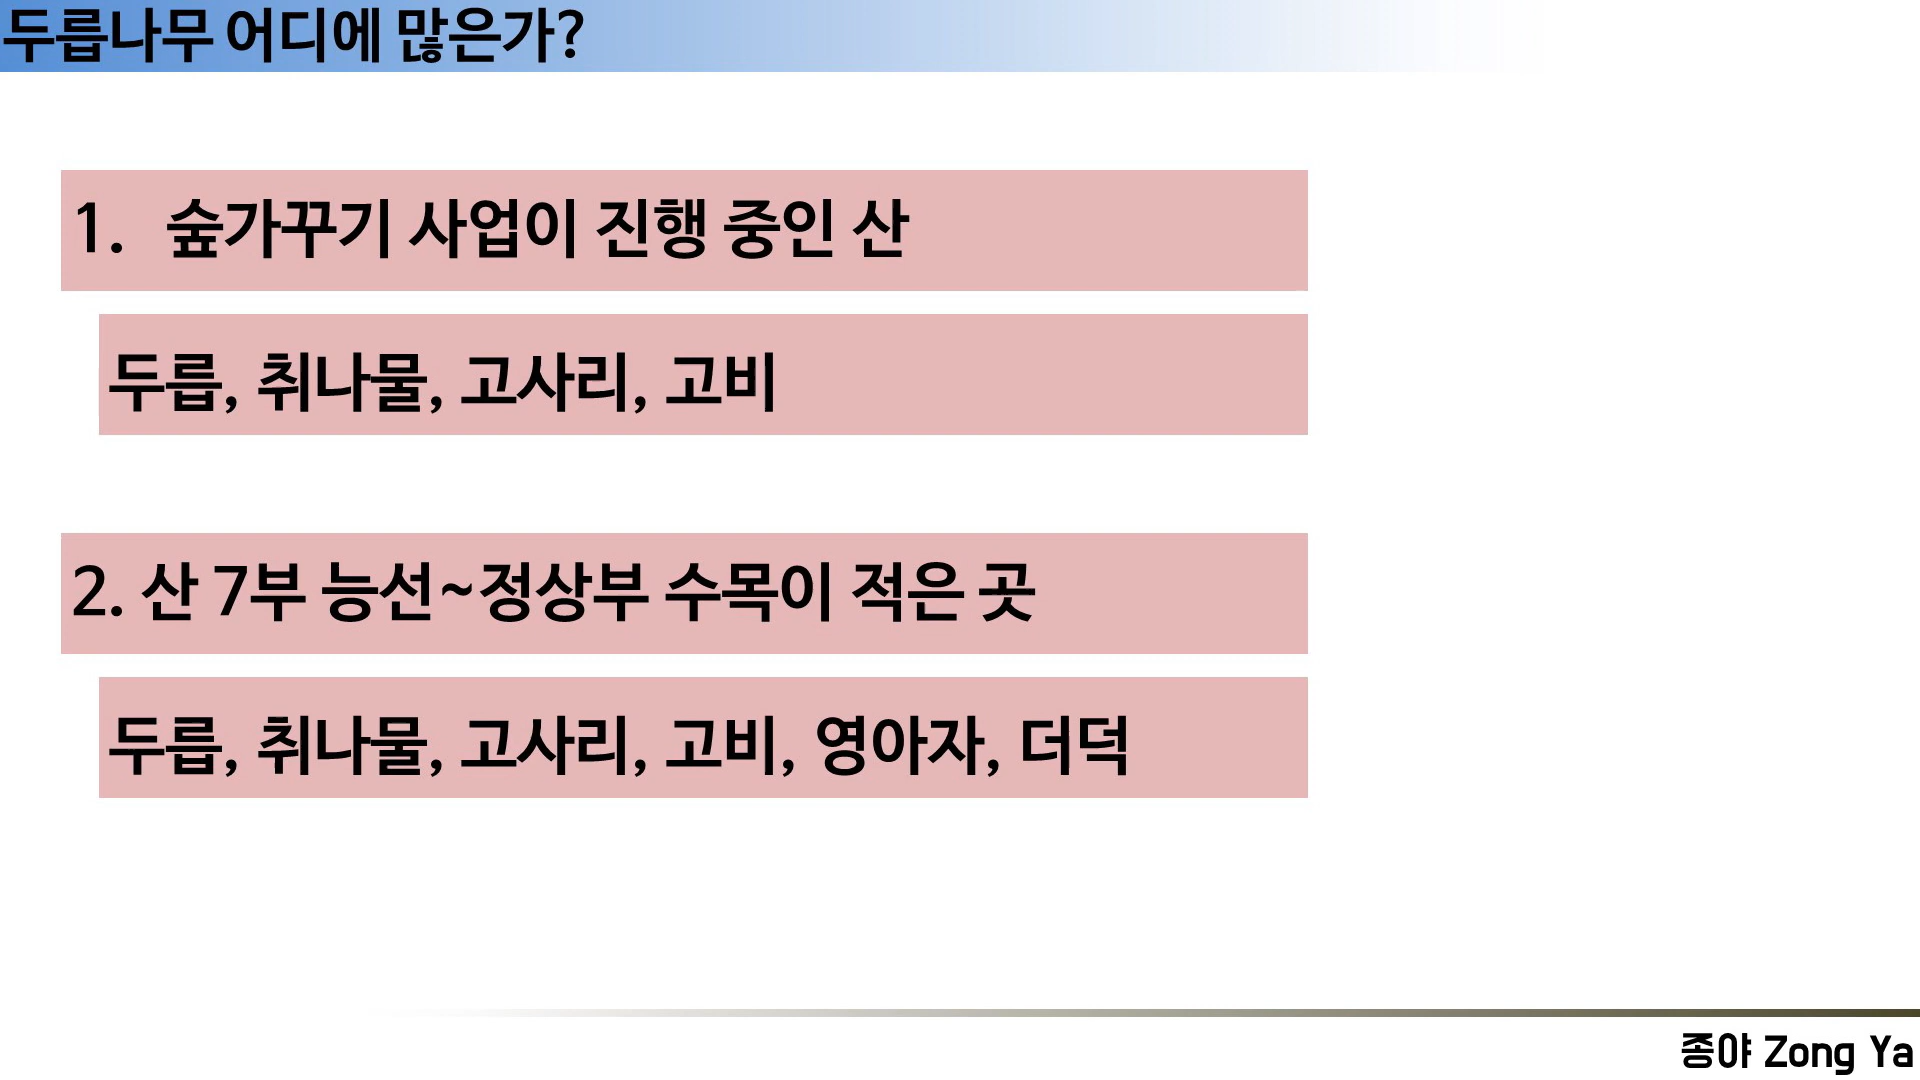 두릅나무 어디에 많은가?
1. 숲가꾸기 사업이 진행 중인 산
두릅, 취나물, 고사리, 고비
2. 산 7부 능선~정상부 수목이 적은 곳
두릅, 취나물, 고사리, 고비, 영아자, 더덕
종야 Zong Ya